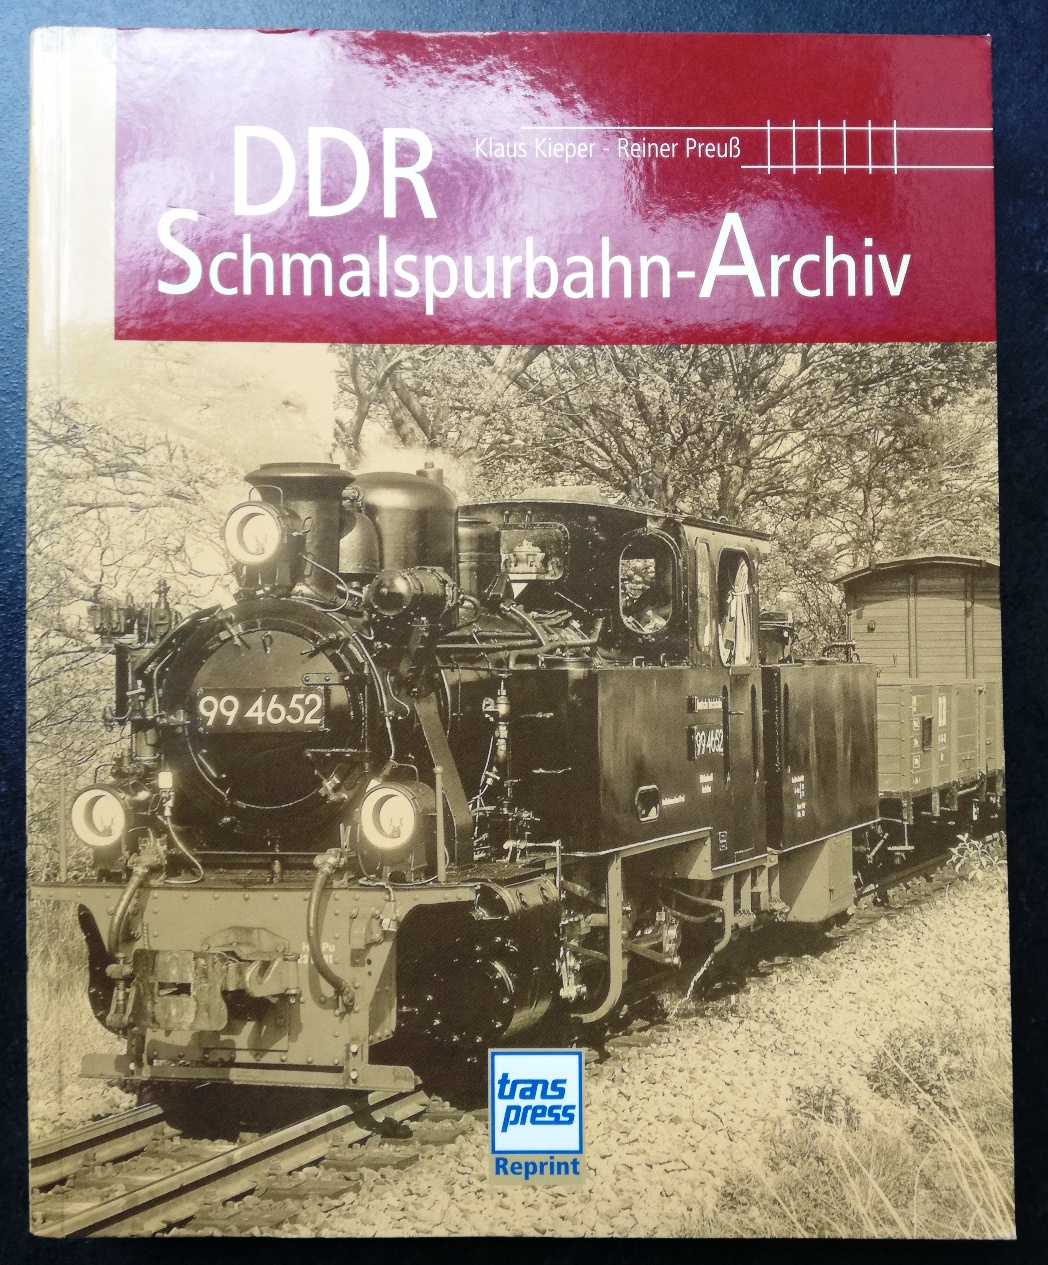 DDR
Klaus Kieper - Reiner Preuß
Schmalspurbahn-Archiv
99 4652
99 4652
trans
press
Reprint